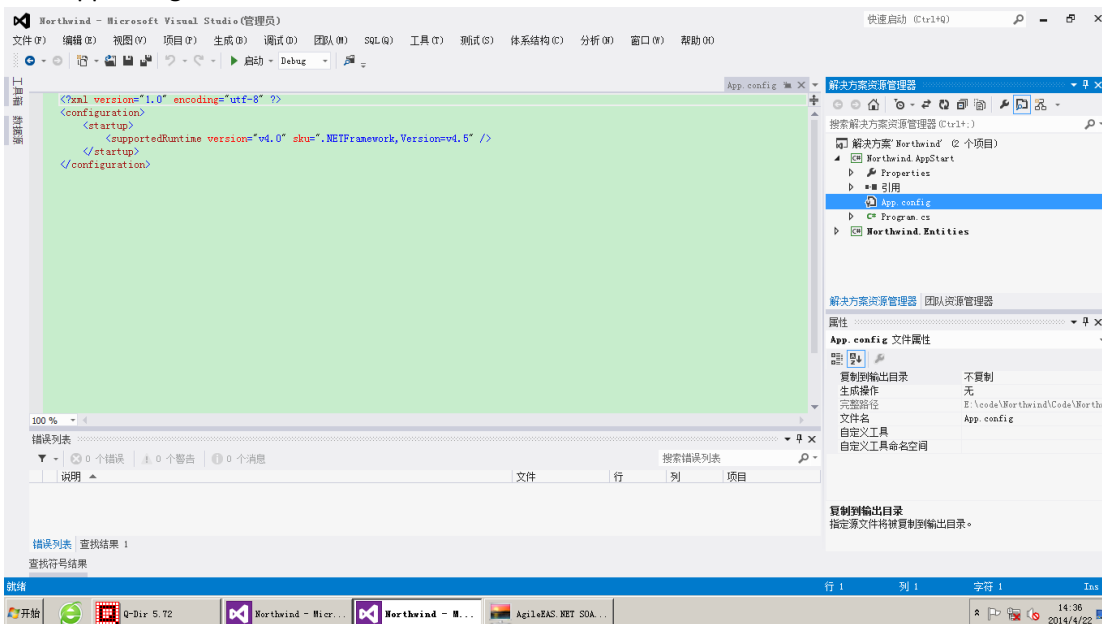 Northwind - Microsoft Visual Studio(管理员)
快速启动 (Ctrl+Q)
文件(F) 编辑(E) 视图(V) 项目(P) 生成(B) 调试(D) 团队(M) SQL(Q) 工具(T) 测试(S) 体系结构(C) 分析(N) 窗口(W) 帮助(H)
启动 Debug
工具箱
数据源
App.config
<?xml version="1.0" encoding="utf-8" ?>
<configuration>
<startup>
<supportedRuntime version="v4.0" sku=".NETFramework,Version=v4.5" />
</startup>
</configuration>
100 %
错误列表
0 个错误 0 个警告 0 个消息 搜索错误列表
说明 文件 行 列 项目
错误列表 查找结果 1
查找符号结果
解决方案资源管理器
搜索解决方案资源管理器(Ctrl+;)
解决方案'Northwind' (2 个项目)
Northwind.AppStart
Properties
引用
App.config
C# Program.cs
Northwind.Entities
解决方案资源管理器 团队资源管理器
属性
App.config 文件属性
复制到输出目录 不复制
生成操作 无
完整路径 E:\code\Northwind\Code\Northw
文件名 App.config
自定义工具
自定义工具命名空间
复制到输出目录
指定源文件将被复制到输出目录。
就绪 行 1 列 1 字符 1 Ins
开始 Q-Dir 5.72 Northwind - Micr... Northwind - M... AgileEAS.NET SOA...
14:36
2014/4/22